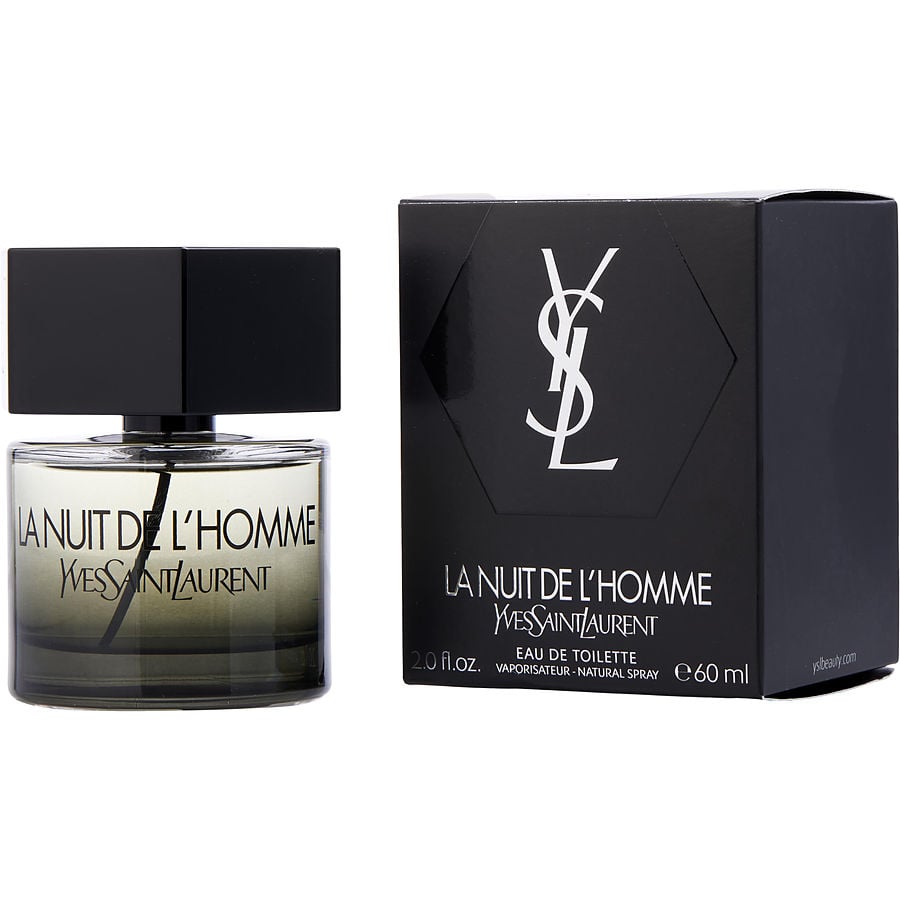 LA NUIT DE L'HOMME
YVESSAINTLAURENT
YSL
LA NUIT DE L'HOMME
YVESSAINTLAURENT
EAU DE TOILETTE
2.0 fl.oz. VAPORISATEUR - NATURAL SPRAY ℮60 ml
yslbeauty.com